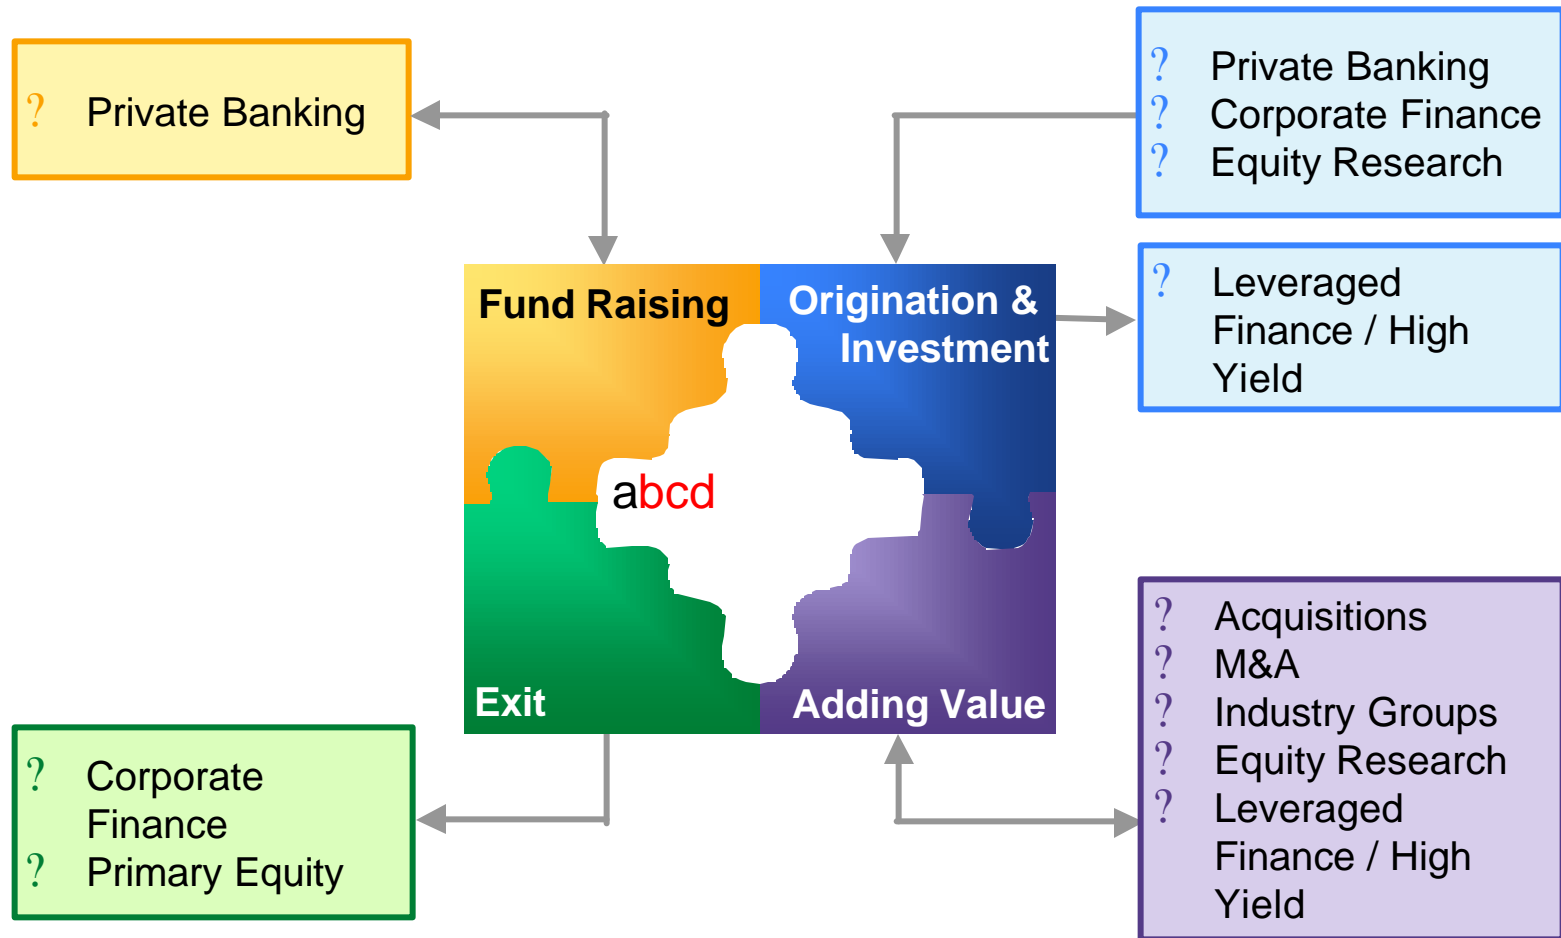 ? Private Banking
? Private Banking
? Corporate Finance
? Equity Research
? Leveraged
Finance / High
Yield
Fund Raising
Origination &
Investment
abcd
Exit
Adding Value
? Corporate
Finance
? Primary Equity
? Acquisitions
? M&A
? Industry Groups
? Equity Research
? Leveraged
Finance / High
Yield